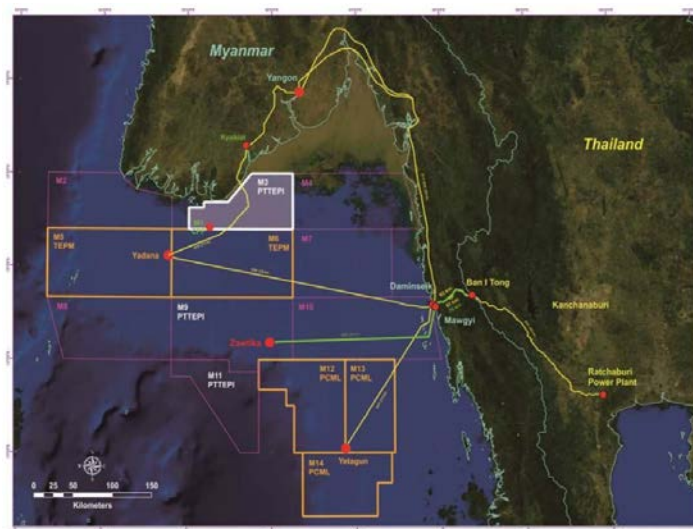 Myanmar
Yangon
Thailand
M2
M3
PTTEPI
M4
M5
TEPM
M6
TEPM
M7
Yadana
Daminseik
Ban I Tong
Kanchanaburi
M8
M9
PTTEPI
M10
Mawgyi
Zawtika
M11
PTTEPI
M12
PCML
M13
PCML
Ratchaburi
Power Plant
M14
PCML
Yetagun
0 25 50 100 150
Kilometers